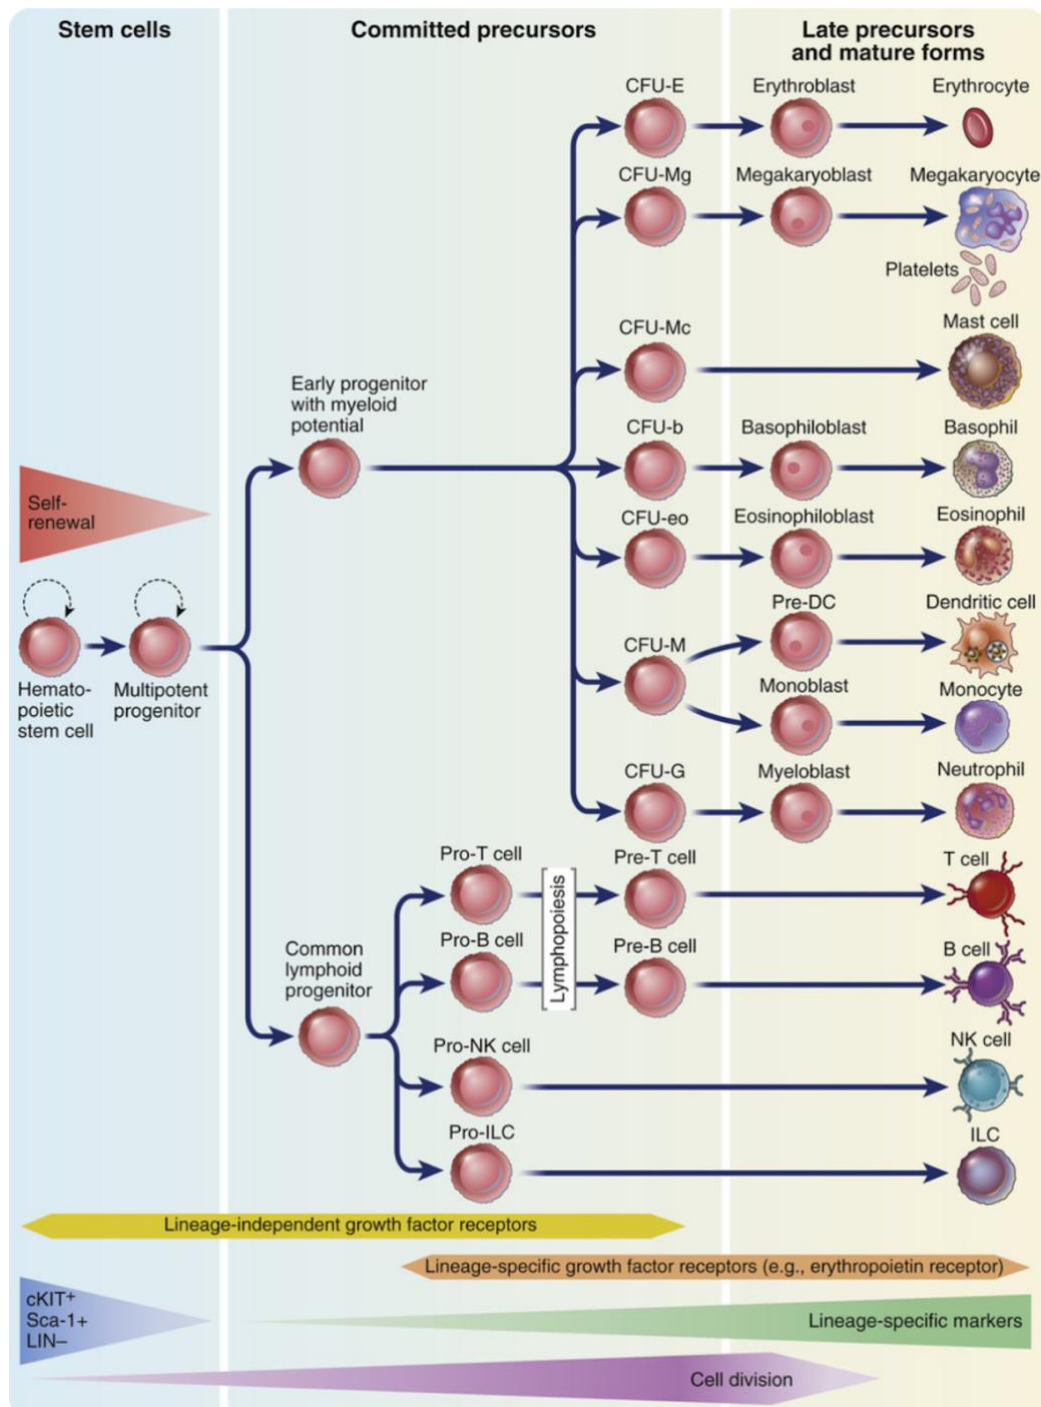 Stem cells
Committed precursors
Late precursors
and mature forms
CFU-E
Erythroblast
Erythrocyte
CFU-Mg
Megakaryoblast
Megakaryocyte
Platelets
CFU-Mc
Mast cell
Early progenitor
with myeloid
potential
CFU-b
Basophiloblast
Basophil
Self-
renewal
CFU-eo
Eosinophiloblast
Eosinophil
Pre-DC
Dendritic cell
CFU-M
Hemato-
poietic
stem cell
Multipotent
progenitor
Monoblast
Monocyte
CFU-G
Myeloblast
Neutrophil
Pro-T cell
Pre-T cell
T cell
Lymphopoiesis
Common
lymphoid
progenitor
Pro-B cell
Pre-B cell
B cell
Pro-NK cell
NK cell
Pro-ILC
ILC
Lineage-independent growth factor receptors
Lineage-specific growth factor receptors (e.g., erythropoietin receptor)
cKIT+
Sca-1+
LIN–
Lineage-specific markers
Cell division